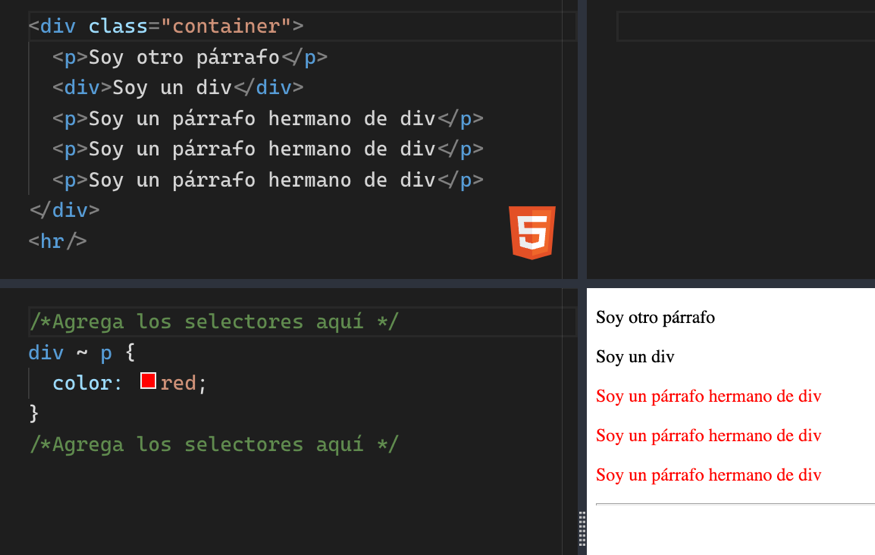 <div class="container">
<p>Soy otro párrafo</p>
<div>Soy un div</div>
<p>Soy un párrafo hermano de div</p>
<p>Soy un párrafo hermano de div</p>
<p>Soy un párrafo hermano de div</p>
</div>
<hr/>
5
/*Agrega los selectores aquí */
div ~ p {
color: red;
}
/*Agrega los selectores aquí */
Soy otro párrafo
Soy un div
Soy un párrafo hermano de div
Soy un párrafo hermano de div
Soy un párrafo hermano de div